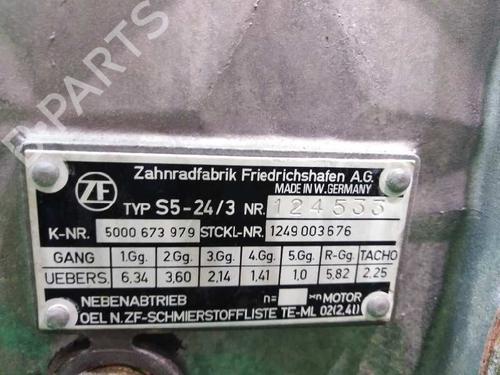 B-PARTS
Zahnradfabrik Friedrichshafen A.G.
MADE IN W. GERMANY
ZF
TYP S5-24/3 NR. 124533
K-NR. 5000 673 979 STCKL-NR. 1249 003 676
GANG 1.Gg. 2.Gg. 3.Gg. 4.Gg. 5.Gg. R-Gg. TACHO
UEBERS. 6,34 3,60 2,14 1,41 1,0 5,82 2,25
NEBENABTRIEB n= ×n MOTOR
OEL N.ZF-SCHMIERSTOFFLISTE TE-ML 02(2,4l)